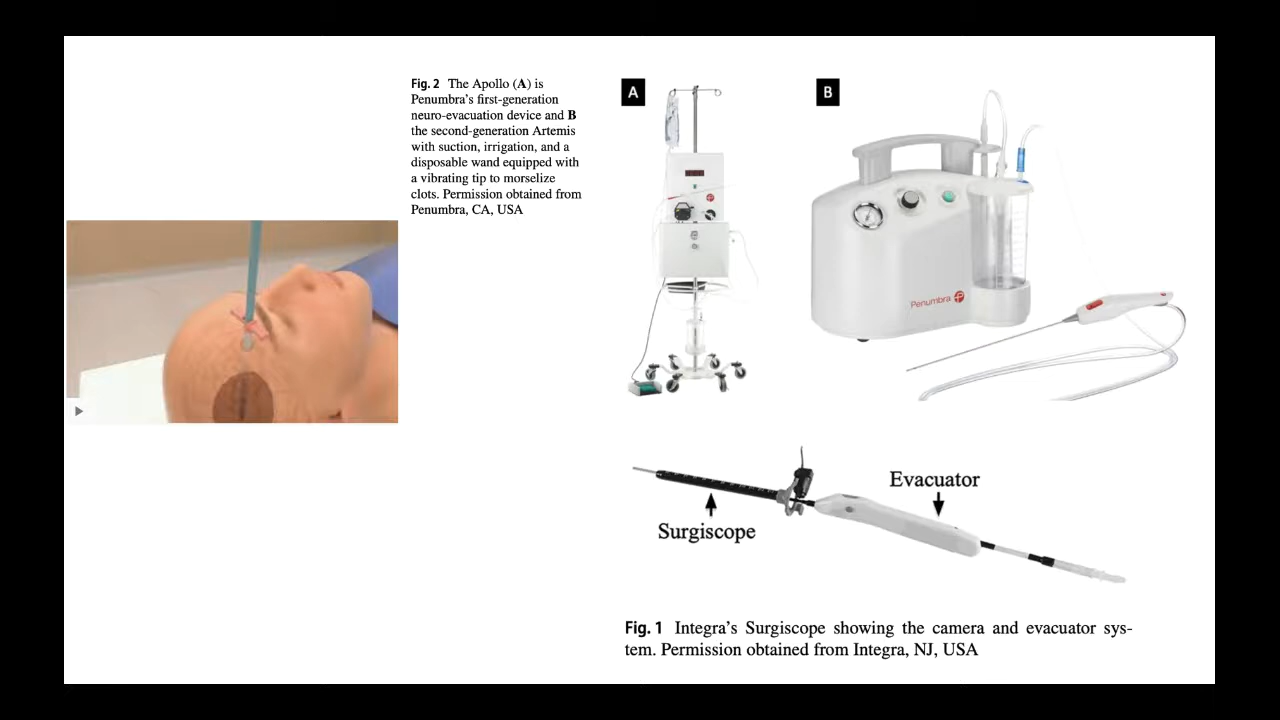 Fig. 2 The Apollo (A) is
Penumbra's first-generation
neuro-evacuation device and B
the second-generation Artemis
with suction, irrigation, and a
disposable wand equipped with
a vibrating tip to morselize
clots. Permission obtained from
Penumbra, CA, USA
A
B
Penumbra
Evacuator
Surgiscope
Fig. 1 Integra's Surgiscope showing the camera and evacuator sys-
tem. Permission obtained from Integra, NJ, USA